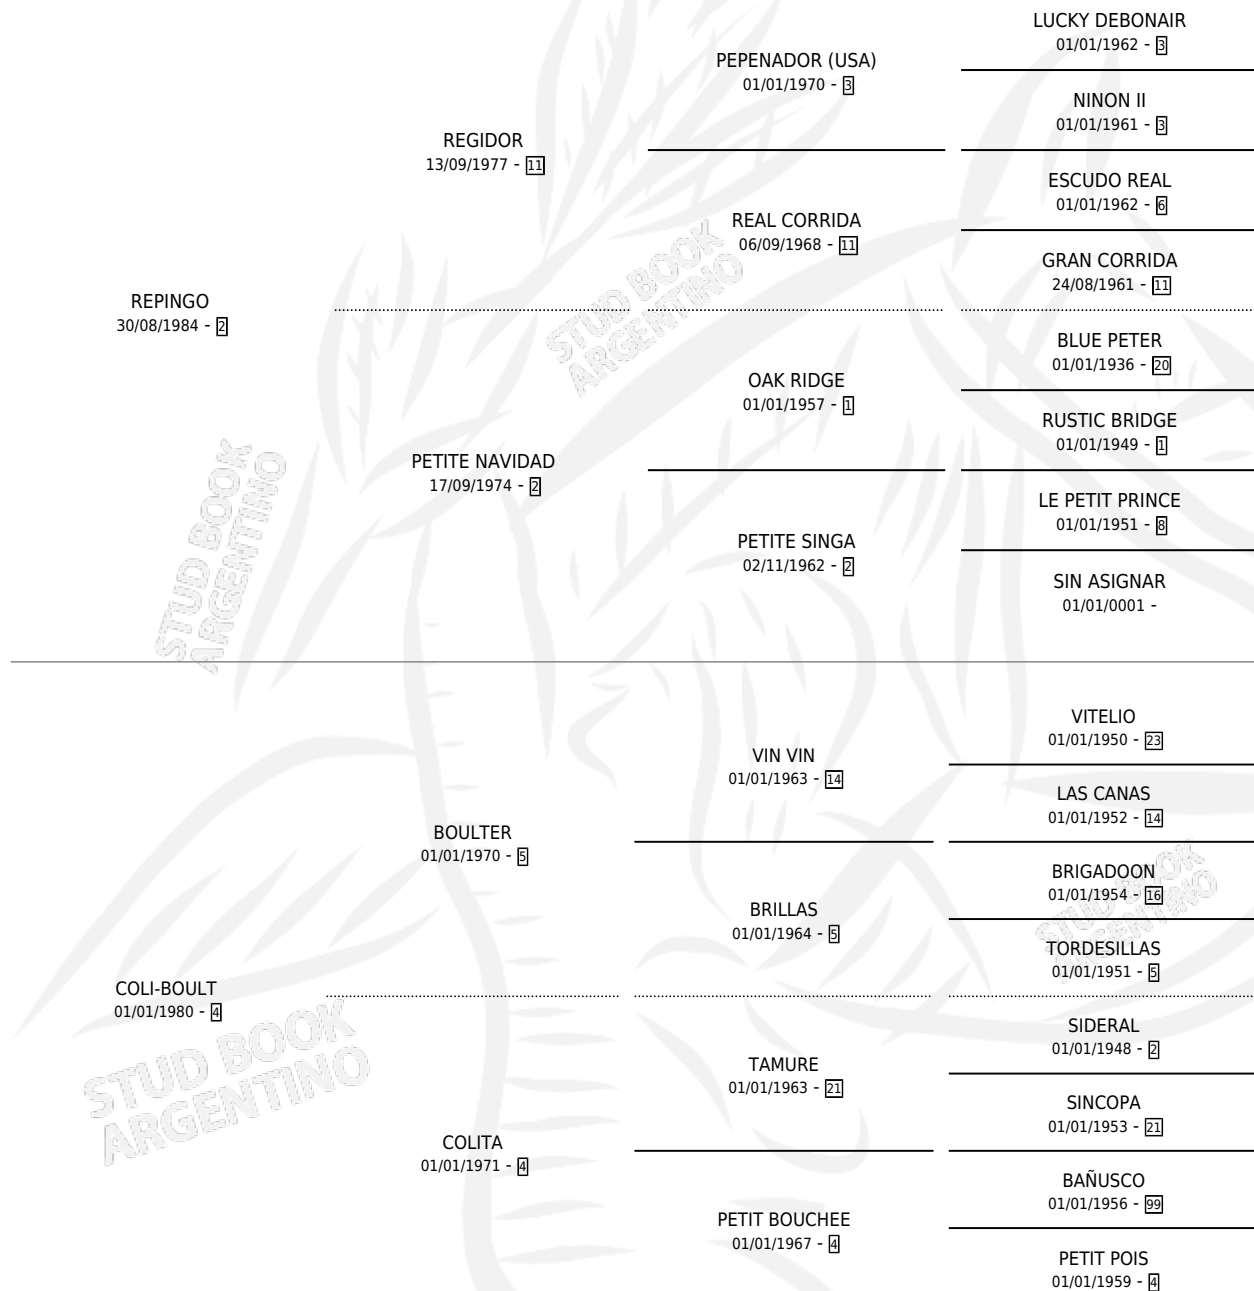 LUCKY DEBONAIR
01/01/1962 - 3
PEPENADOR (USA)
01/01/1970 - 3
NINON II
01/01/1961 - 3
REGIDOR
13/09/1977 - 11
ESCUDO REAL
01/01/1962 - 6
REAL CORRIDA
06/09/1968 - 11
GRAN CORRIDA
24/08/1961 - 11
STUD BOOK
ARGENTINO
REPINGO
30/08/1984 - 2
BLUE PETER
01/01/1936 - 20
OAK RIDGE
01/01/1957 - 1
RUSTIC BRIDGE
01/01/1949 - 1
PETITE NAVIDAD
17/09/1974 - 2
LE PETIT PRINCE
01/01/1951 - 8
PETITE SINGA
02/11/1962 - 2
SIN ASIGNAR
01/01/0001 -
STUD BOOK
ARGENTINO
VITELIO
01/01/1950 - 23
VIN VIN
01/01/1963 - 14
LAS CANAS
01/01/1952 - 14
BOULTER
01/01/1970 - 5
BRIGADOON
01/01/1954 - 16
BRILLAS
01/01/1964 - 5
TORDESILLAS
01/01/1951 - 5
STUD BOOK
ARGENTINO
COLI-BOULT
01/01/1980 - 4
SIDERAL
01/01/1948 - 2
TAMURE
01/01/1963 - 21
SINCOPA
01/01/1953 - 21
STUD BOOK
ARGENTINO
COLITA
01/01/1971 - 4
BAÑUSCO
01/01/1956 - 99
PETIT BOUCHEE
01/01/1967 - 4
PETIT POIS
01/01/1959 - 4